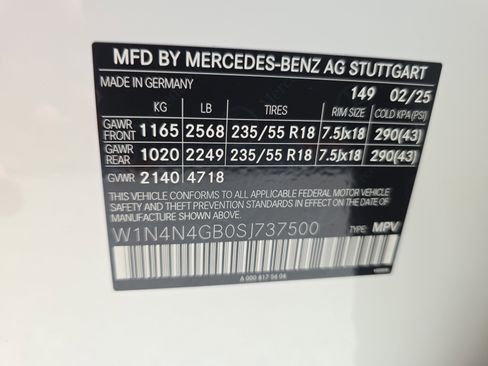 MFD BY MERCEDES-BENZ AG STUTTGART
MADE IN GERMANY 149 02/25
KG LB TIRES RIM SIZE COLD KPA(PSI)
GAWR FRONT 1165 2568 235/55 R18 7.5Jx18 290(43)
GAWR REAR 1020 2249 235/55 R18 7.5Jx18 290(43)
GVWR 2140 4718
THIS VEHICLE CONFORMS TO ALL APPLICABLE FEDERAL MOTOR VEHICLE
SAFETY AND THEFT PREVENTION STANDARDS IN EFFECT ON THE DATE OF
MANUFACTURE SHOWN ABOVE.
W1N4N4GB0SJ737500 TYPE: MPV
A 000 817 56 06